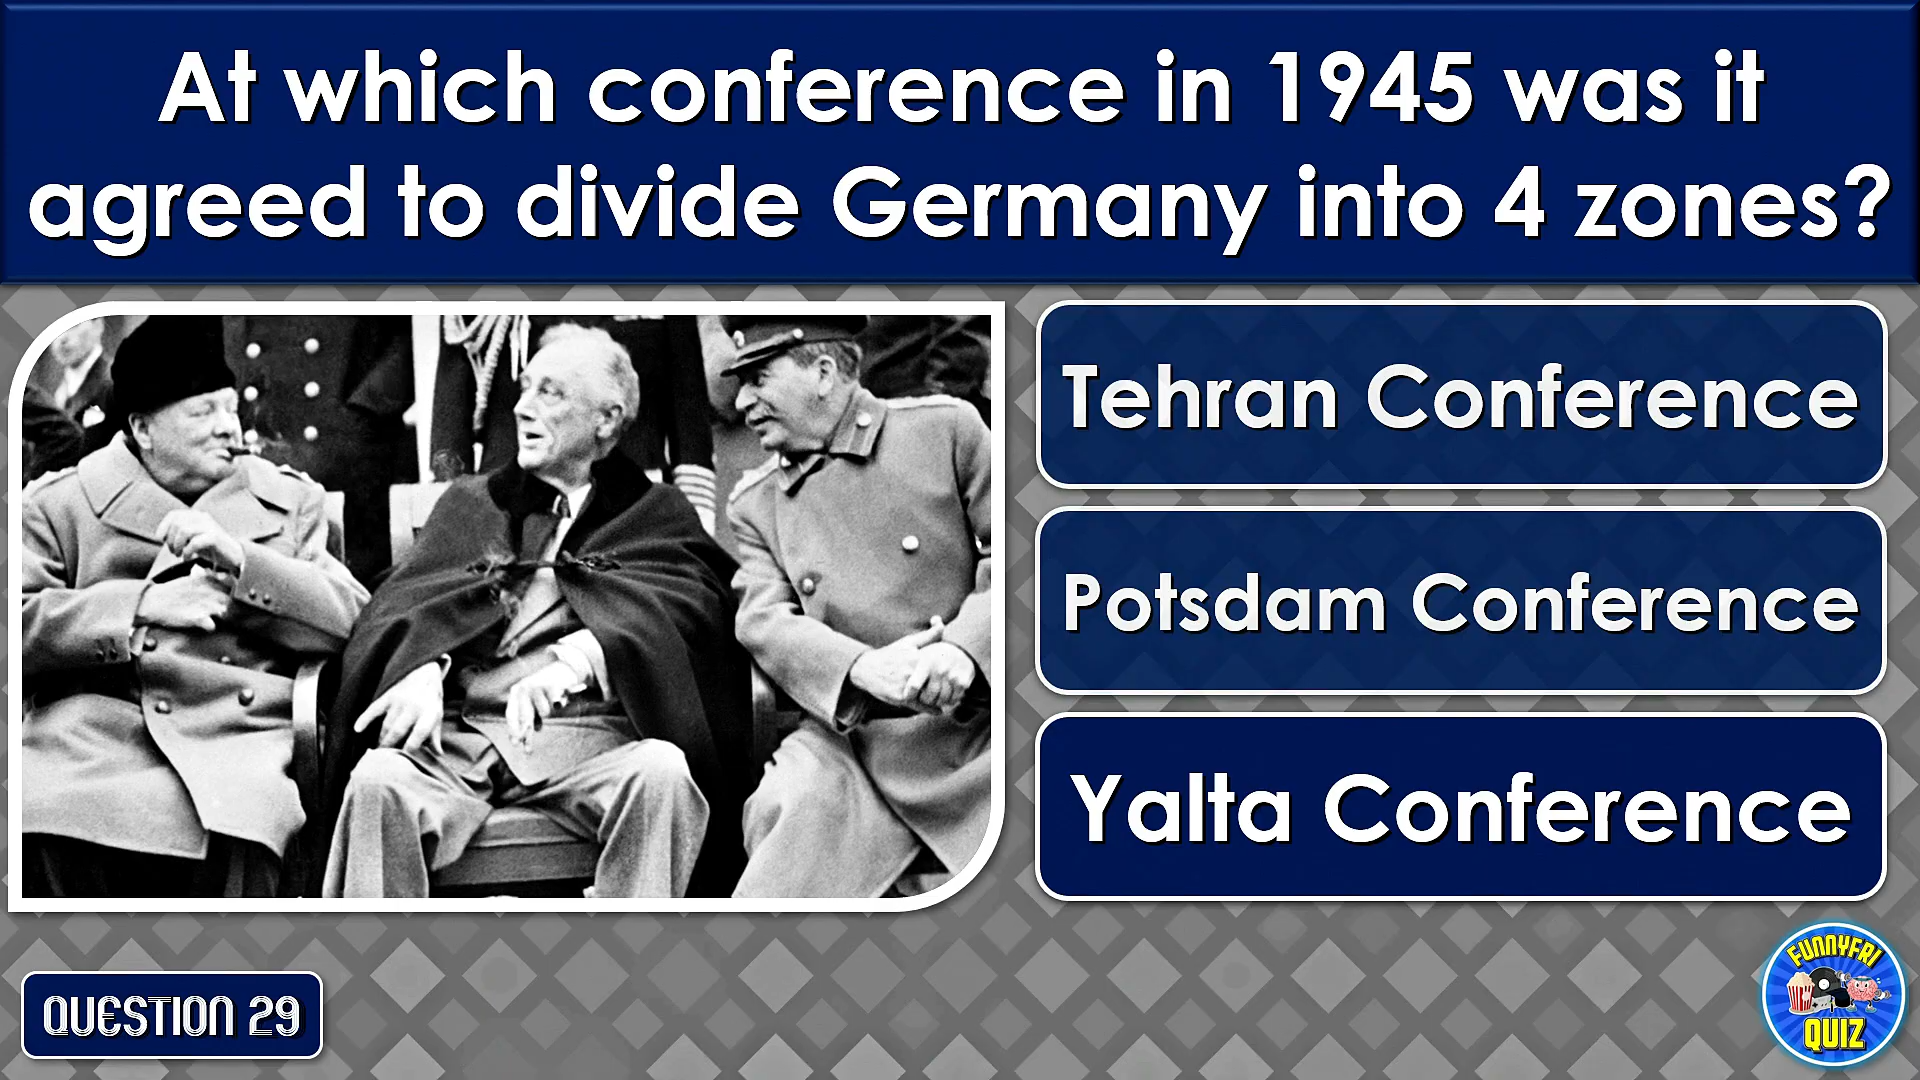 At which conference in 1945 was it
agreed to divide Germany into 4 zones?
Tehran Conference
Potsdam Conference
Yalta Conference
QUESTION 29
FUNNYFRI
QUIZ